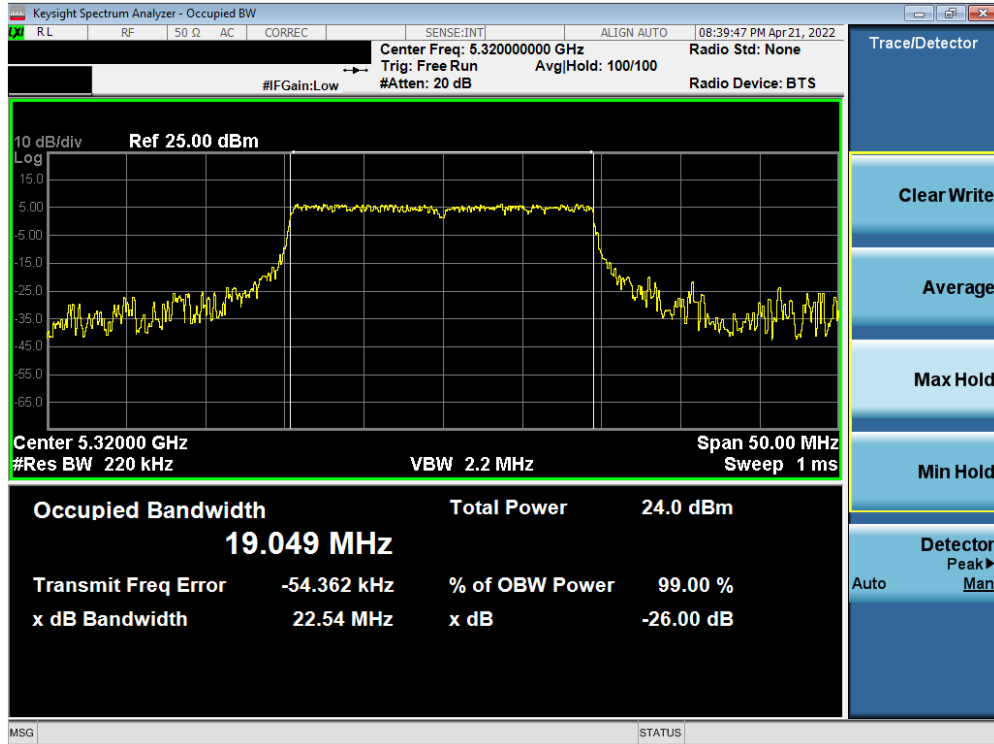 Keysight Spectrum Analyzer - Occupied BW
LXI RL RF 50 Ω AC CORREC SENSE:INT ALIGN AUTO 08:39:47 PM Apr 21, 2022
Center Freq: 5.320000000 GHz Radio Std: None
Trig: Free Run Avg|Hold: 100/100
#IFGain:Low #Atten: 20 dB Radio Device: BTS
10 dB/div Ref 25.00 dBm
Log
15.0
5.00
-5.00
-15.0
-25.0
-35.0
-45.0
-55.0
-65.0
Center 5.32000 GHz Span 50.00 MHz
#Res BW 220 kHz VBW 2.2 MHz Sweep 1 ms
Occupied Bandwidth Total Power 24.0 dBm
19.049 MHz
Transmit Freq Error -54.362 kHz % of OBW Power 99.00 %
x dB Bandwidth 22.54 MHz x dB -26.00 dB
Trace/Detector
Clear Write
Average
Max Hold
Min Hold
Detector
Peak▶
Auto Man
MSG STATUS